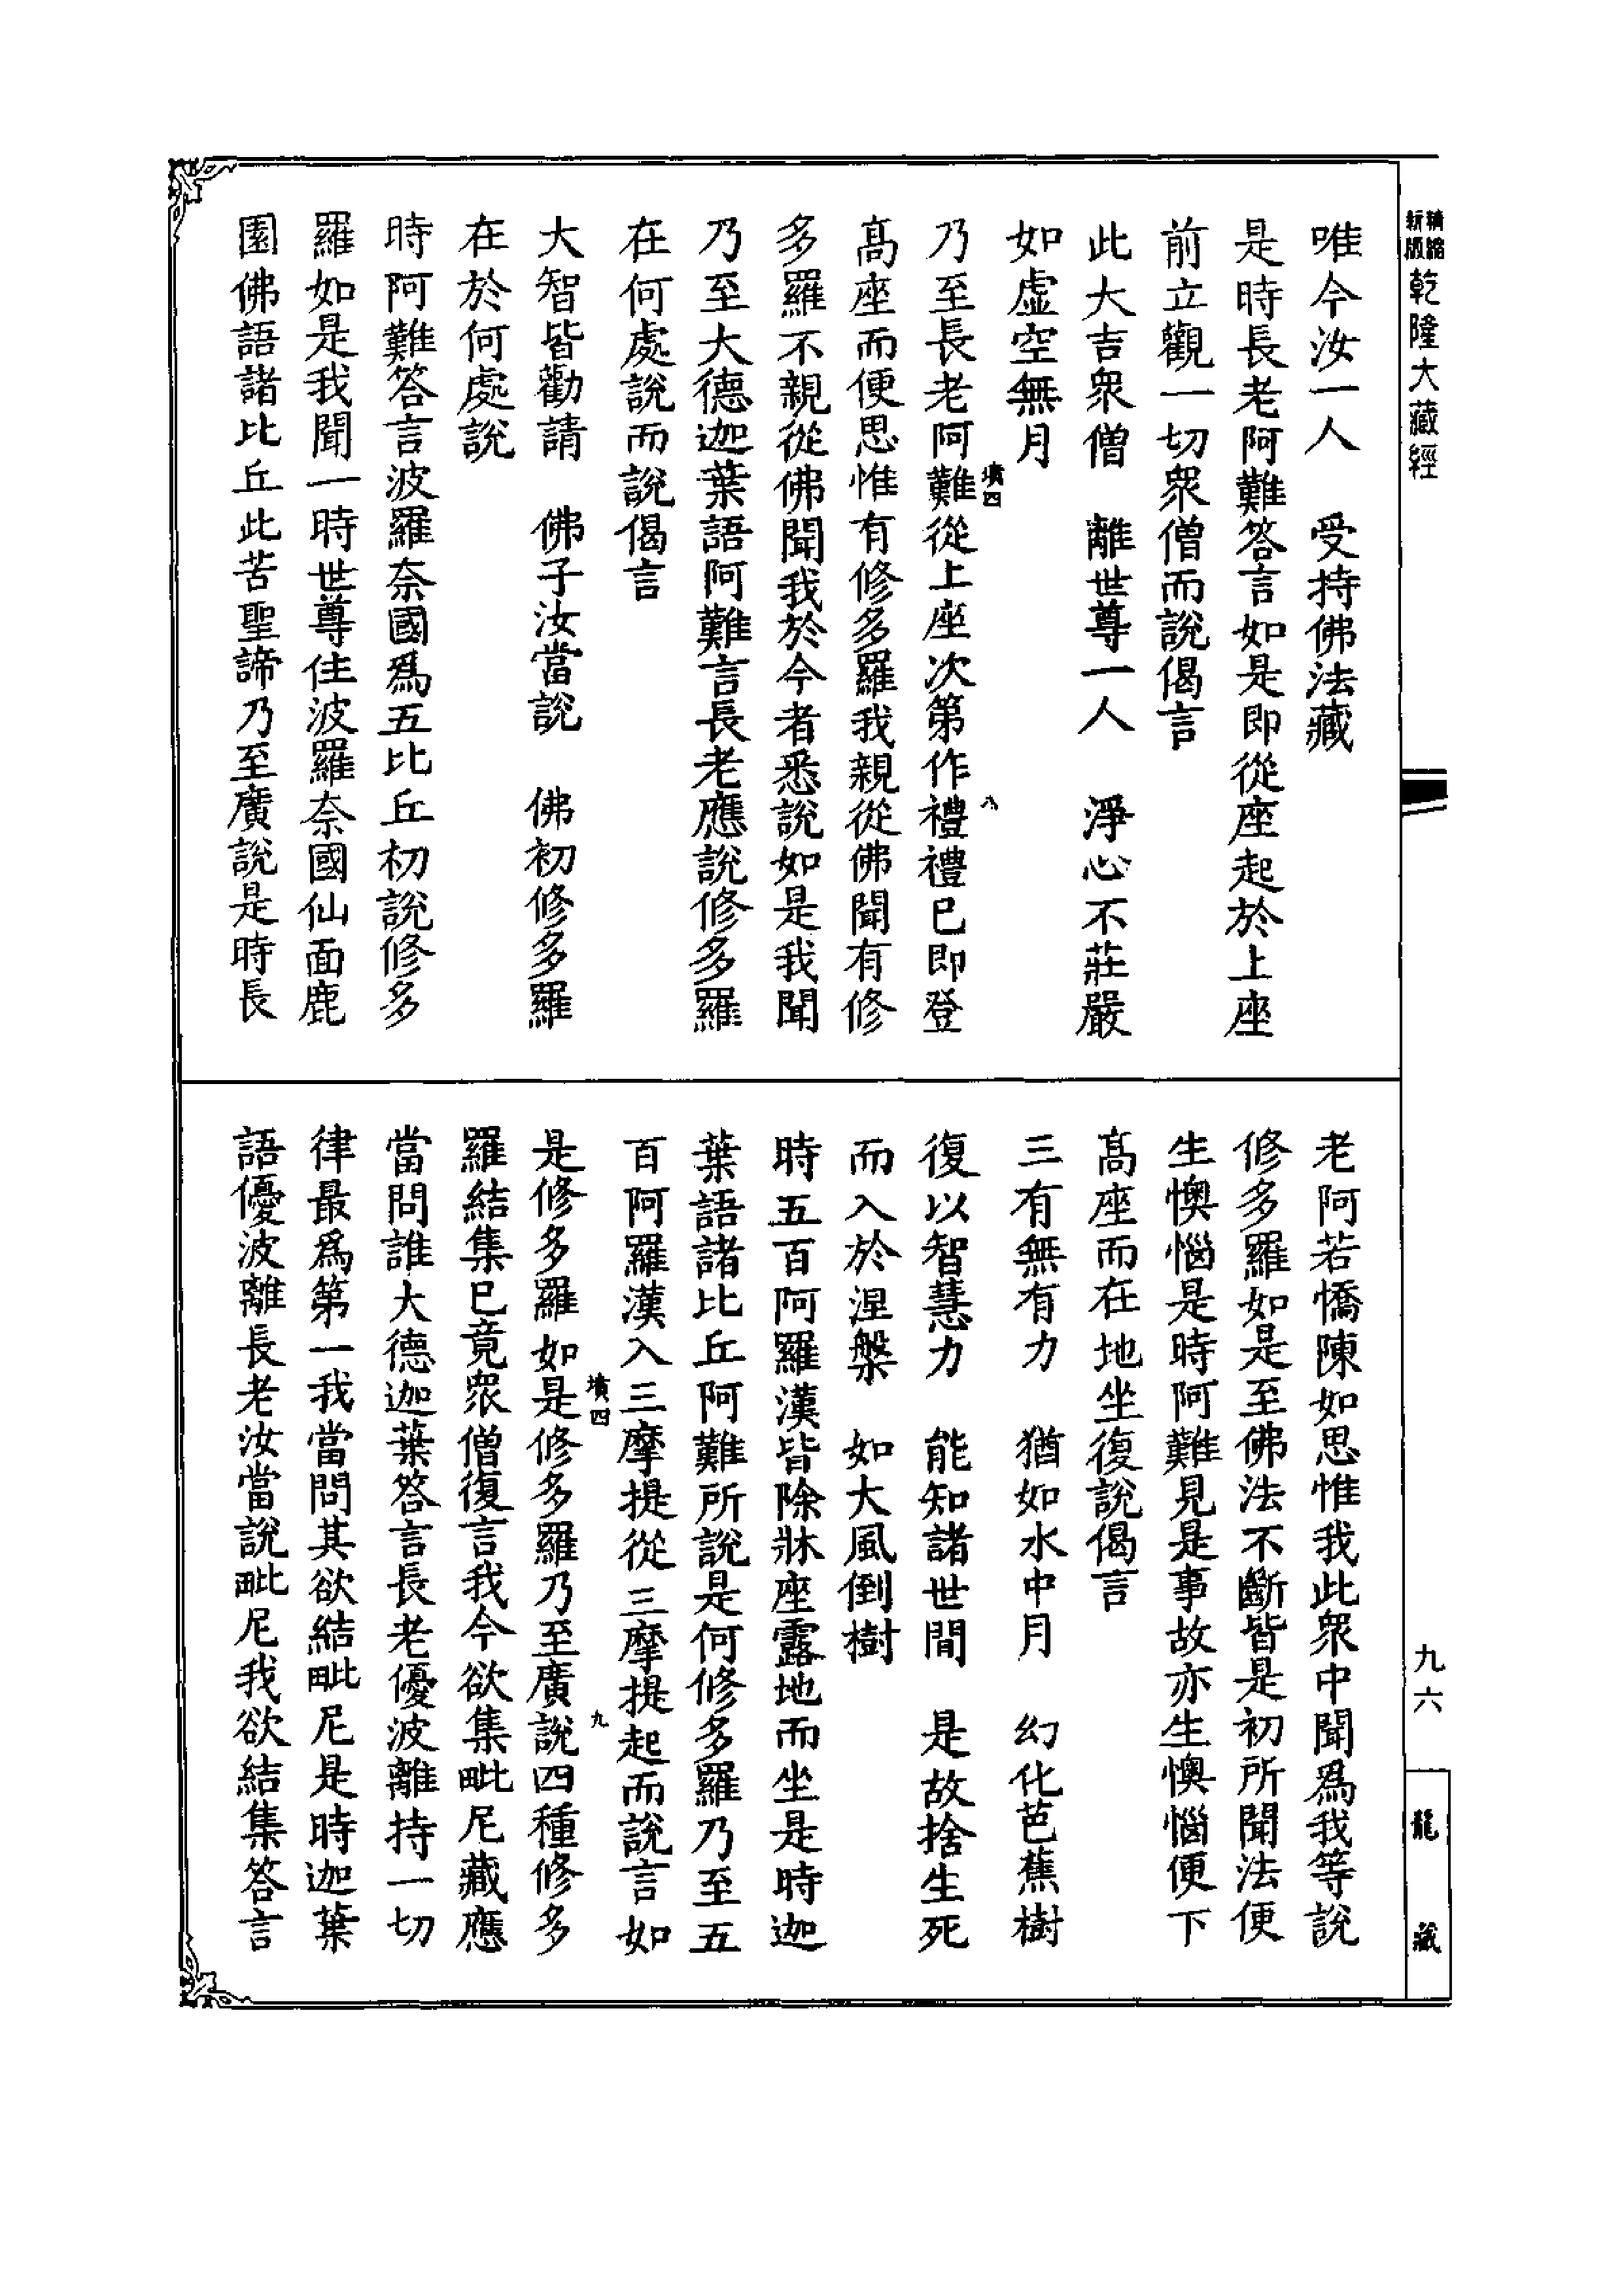 精縮
新版
乾隆大藏經
唯今汝一人　受持佛法藏
是時長老阿難答言如是即從座起於上座
前立觀一切眾僧而說偈言
此大吉眾僧　離世尊一人　淨心不莊嚴
如虛空無月
墳四　八
乃至長老阿難從上座次第作禮禮已即登
高座而便思惟有修多羅我親從佛聞有修
多羅不親從佛聞我於今者悉說如是我聞
乃至大德迦葉語阿難言長老應說修多羅
在何處說而說偈言
大智皆勸請　佛子汝當說　佛初修多羅
在於何處說
時阿難答言波羅奈國為五比丘初說修多
羅如是我聞一時世尊住波羅奈國仙面鹿
園佛語諸比丘此苦聖諦乃至廣說是時長
老阿若憍陳如思惟我此眾中聞為我等說
修多羅如是至佛法不斷皆是初所聞法便
生懊惱是時阿難見是事故亦生懊惱便下
高座而在地坐復說偈言
三有無有力　猶如水中月　幻化芭蕉樹
復以智慧力　能知諸世間　是故捨生死
而入於涅槃　如大風倒樹
時五百阿羅漢皆除牀座露地而坐是時迦
葉語諸比丘阿難所說是何修多羅乃至五
百阿羅漢入三摩提從三摩提起而說言如
墳四　九
是修多羅如是修多羅乃至廣說四種修多
羅結集已竟眾僧復言我今欲集毗尼藏應
當問誰大德迦葉答言長老優波離持一切
律最為第一我當問其欲結毗尼是時迦葉
語優波離長老汝當說毗尼我欲結集答言
九六
龍藏